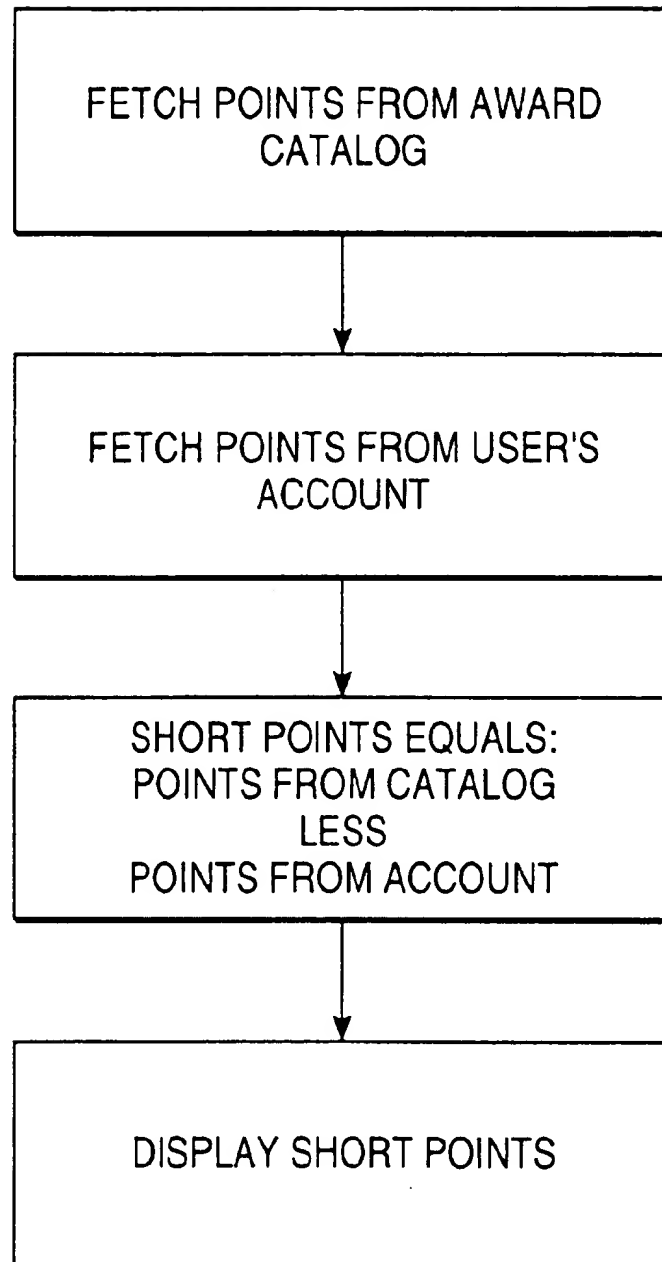 FETCH POINTS FROM AWARD
CATALOG
FETCH POINTS FROM USER'S
ACCOUNT
SHORT POINTS EQUALS:
POINTS FROM CATALOG
LESS
POINTS FROM ACCOUNT
DISPLAY SHORT POINTS